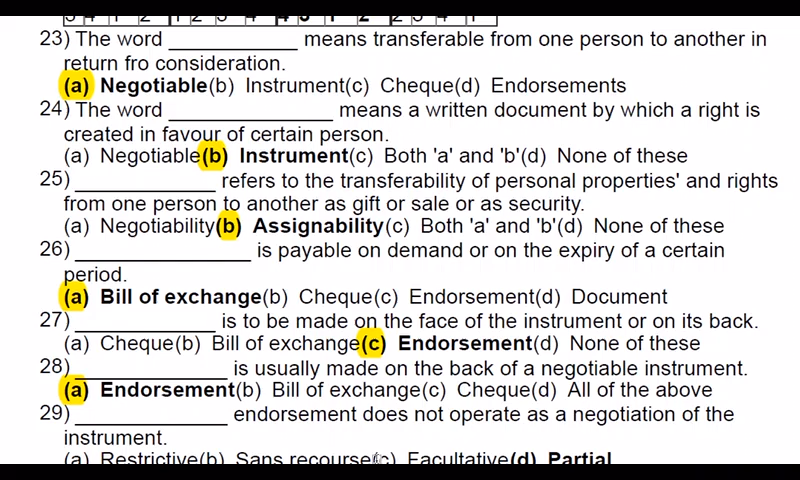 23) The word ____________ means transferable from one person to another in
return fro consideration.
(a) Negotiable(b) Instrument(c) Cheque(d) Endorsements
24) The word _______________ means a written document by which a right is
created in favour of certain person.
(a) Negotiable(b) Instrument(c) Both 'a' and 'b'(d) None of these
25) _____________ refers to the transferability of personal properties' and rights
from one person to another as gift or sale or as security.
(a) Negotiability(b) Assignability(c) Both 'a' and 'b'(d) None of these
26) ________________ is payable on demand or on the expiry of a certain
period.
(a) Bill of exchange(b) Cheque(c) Endorsement(d) Document
27) _____________ is to be made on the face of the instrument or on its back.
(a) Cheque(b) Bill of exchange(c) Endorsement(d) None of these
28) ______________ is usually made on the back of a negotiable instrument.
(a) Endorsement(b) Bill of exchange(c) Cheque(d) All of the above
29) ______________ endorsement does not operate as a negotiation of the
instrument.
(a) Restrictive(b) Sans recourse(c) Facultative(d) Partial